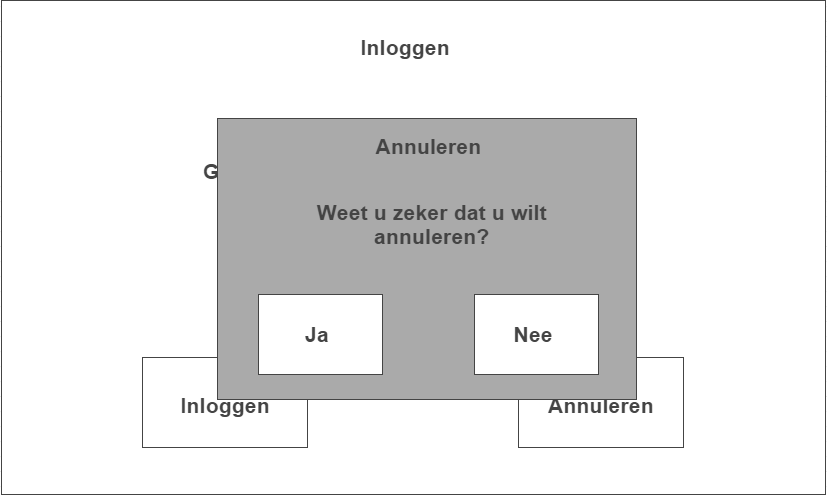 Inloggen
Annuleren
G
Weet u zeker dat u wilt
annuleren?
Ja
Nee
Inloggen
Annuleren